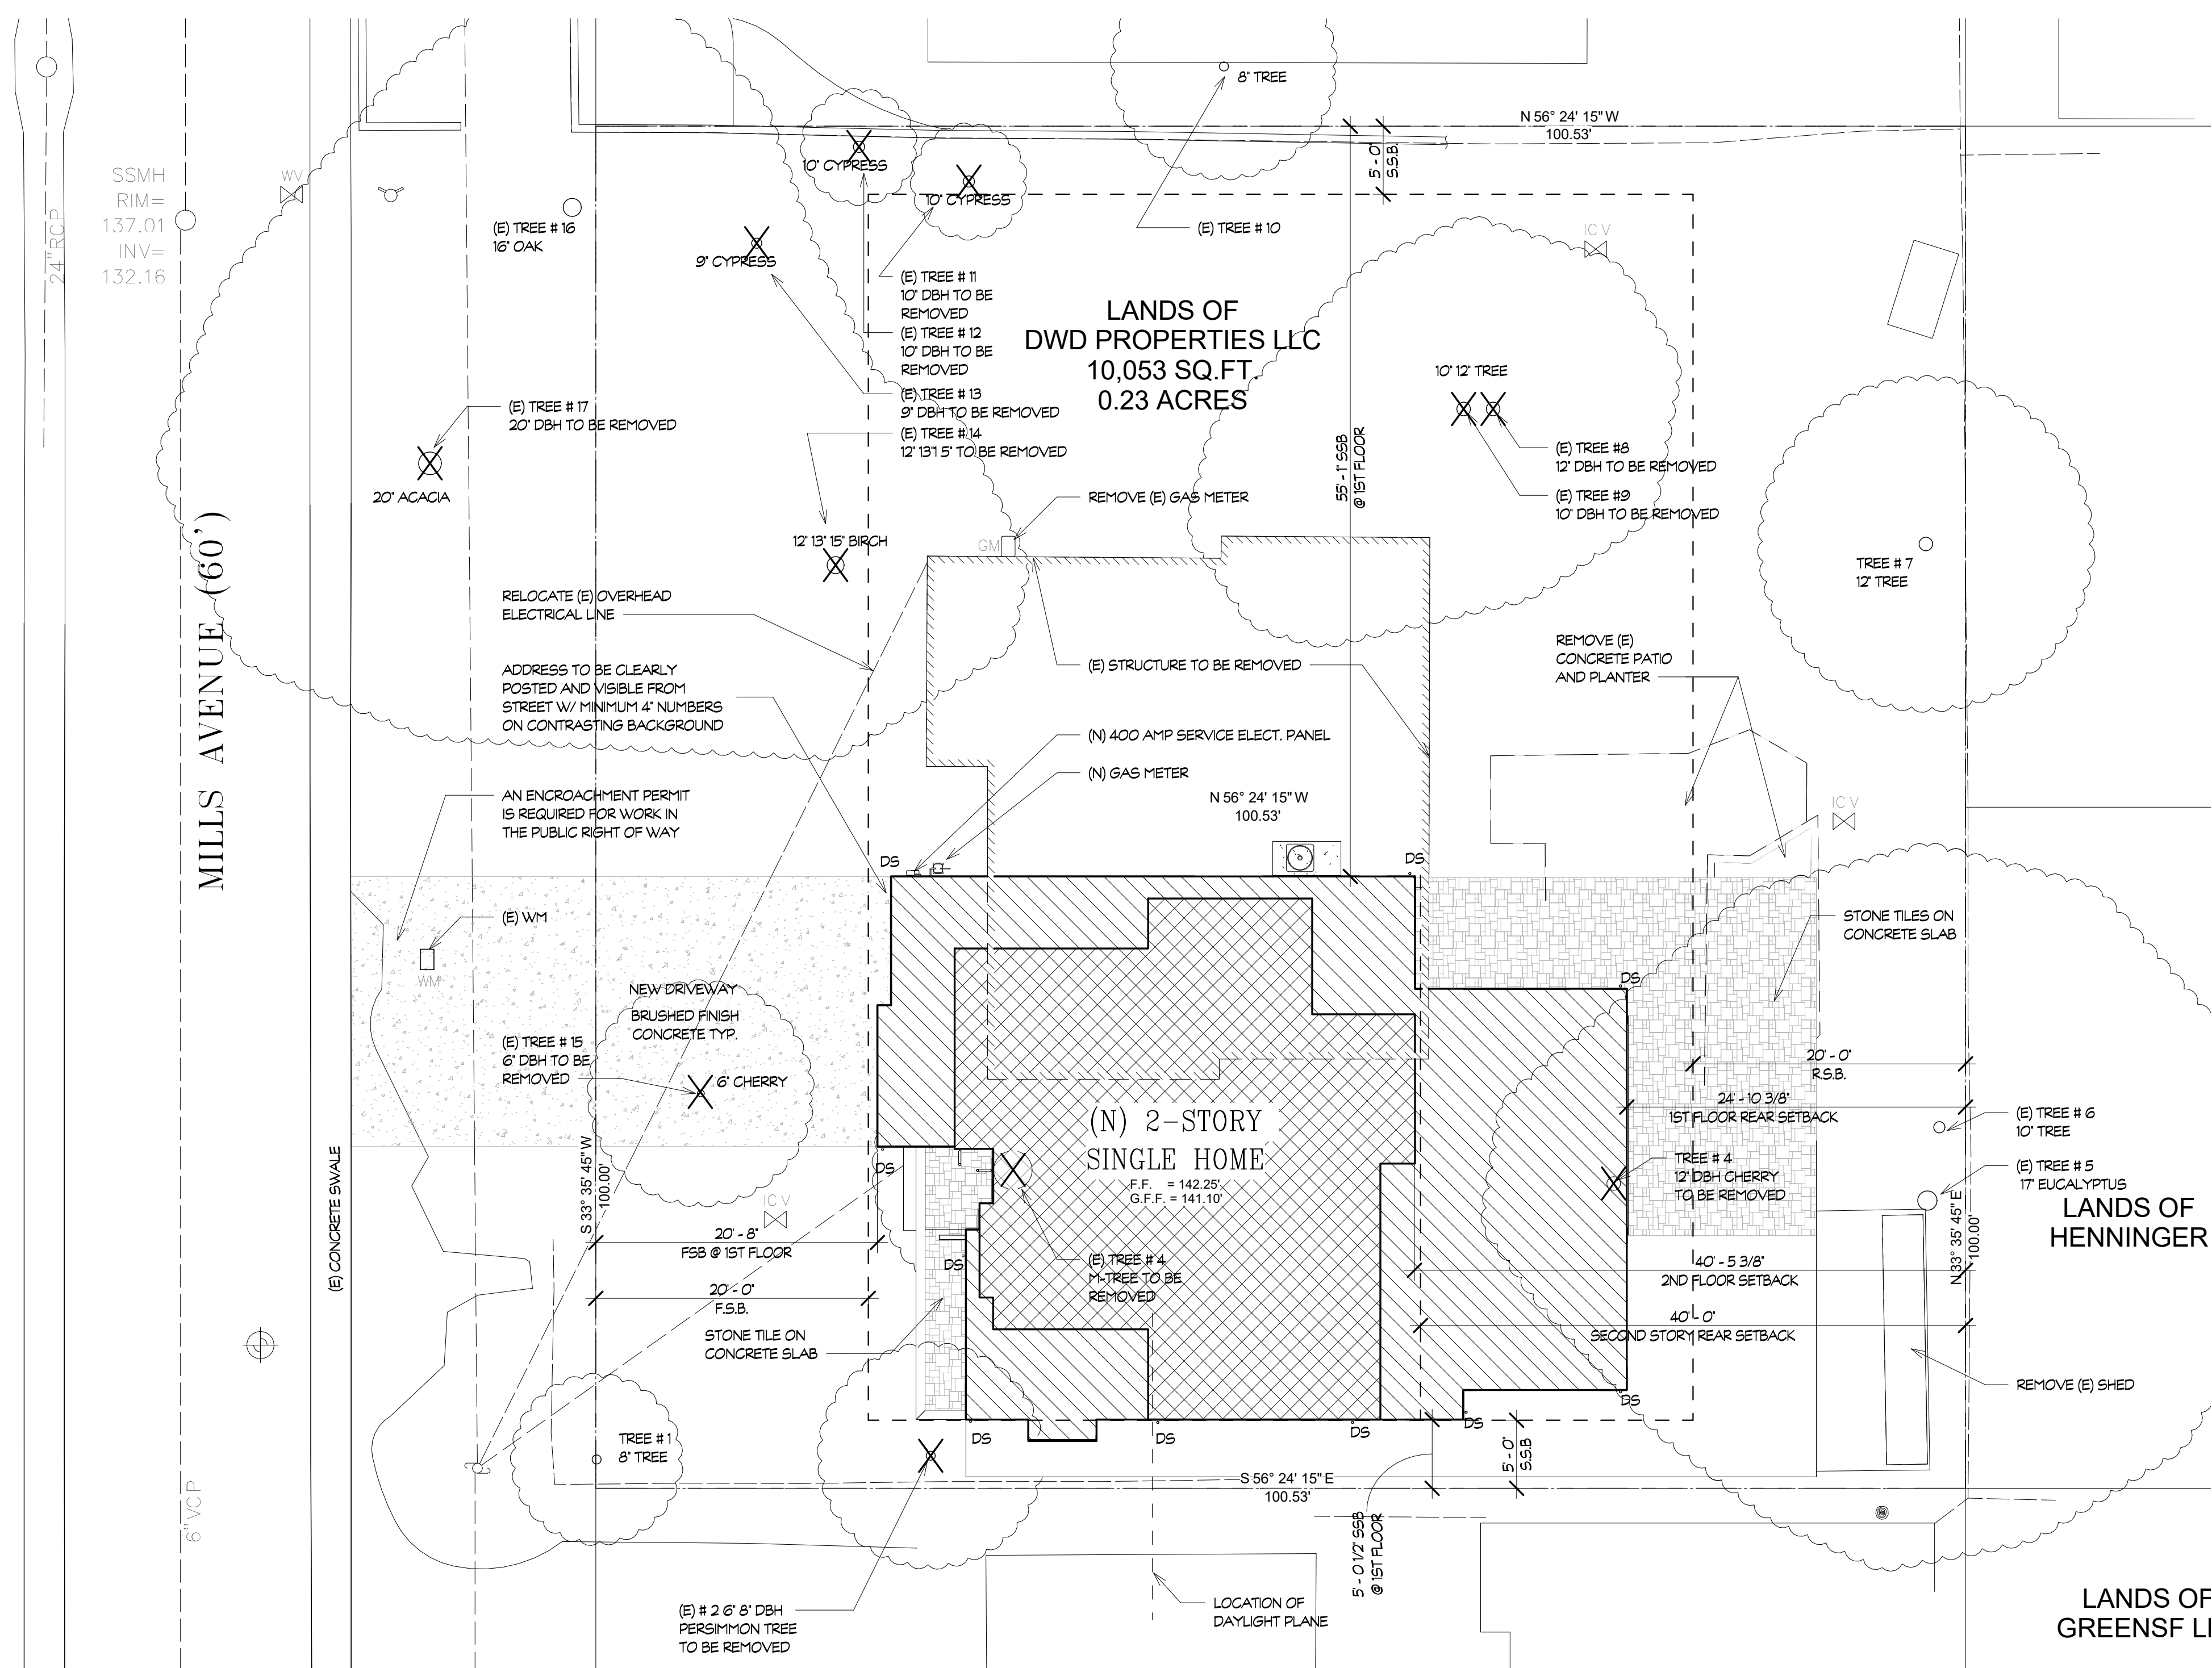 8" TREE
N 56° 24' 15" W
100.53'
5' - 0"
S.S.B.
SSMH
RIM=
137.01
INV=
132.16
24"RCP
WV
10" CYPRESS
10" CYPRESS
(E) TREE # 16
16" OAK
9" CYPRESS
(E) TREE # 10
IC V
(E) TREE # 11
10" DBH TO BE
REMOVED
(E) TREE # 12
10" DBH TO BE
REMOVED
(E) TREE # 13
9" DBH TO BE REMOVED
(E) TREE # 14
12" 13"1 5" TO BE REMOVED
LANDS OF
DWD PROPERTIES LLC
10,053 SQ.FT.
0.23 ACRES
10" 12" TREE
(E) TREE # 17
20" DBH TO BE REMOVED
20" ACACIA
55' - 1" SSB
@ 1ST FLOOR
(E) TREE #8
12" DBH TO BE REMOVED
(E) TREE #9
10" DBH TO BE REMOVED
REMOVE (E) GAS METER
GM
12" 13" 15" BIRCH
TREE # 7
12" TREE
MILLS AVENUE (60')
RELOCATE (E) OVERHEAD
ELECTRICAL LINE
REMOVE (E)
CONCRETE PATIO
AND PLANTER
(E) STRUCTURE TO BE REMOVED
ADDRESS TO BE CLEARLY
POSTED AND VISIBLE FROM
STREET W/ MINIMUM 4" NUMBERS
ON CONTRASTING BACKGROUND
(N) 400 AMP SERVICE ELECT. PANEL
(N) GAS METER
N 56° 24' 15" W
100.53'
AN ENCROACHMENT PERMIT
IS REQUIRED FOR WORK IN
THE PUBLIC RIGHT OF WAY
IC V
DS
DS
(E) WM
WM
STONE TILES ON
CONCRETE SLAB
DS
NEW DRIVEWAY
BRUSHED FINISH
CONCRETE TYP.
(E) TREE # 15
6" DBH TO BE
REMOVED
6" CHERRY
20' - 0"
R.S.B.
24' - 10 3/8"
1ST FLOOR REAR SETBACK
(N) 2-STORY
SINGLE HOME
F.F. = 142.25'
G.F.F. = 141.10'
(E) TREE # 6
10" TREE
TREE # 4
12" DBH CHERRY
TO BE REMOVED
(E) TREE # 5
17" EUCALYPTUS
LANDS OF
HENNINGER
(E) CONCRETE SWALE
S 33° 35' 45" W
100.00'
DS
IC V
20' - 8"
FSB @ 1ST FLOOR
DS
(E) TREE # 4
M-TREE TO BE
REMOVED
N 33° 35' 45" E
100.00'
40' - 5 3/8"
2ND FLOOR SETBACK
20' - 0"
F.S.B.
40' - 0"
SECOND STORY REAR SETBACK
STONE TILE ON
CONCRETE SLAB
REMOVE (E) SHED
DS
DS
DS
DS
DS
TREE # 1
8" TREE
5' - 0"
S.S.B
S 56° 24' 15" E
100.53'
6"VCP
5' - 0 1/2" SSB
@ 1ST FLOOR
(E) # 2 6" 8" DBH
PERSIMMON TREE
TO BE REMOVED
LOCATION OF
DAYLIGHT PLANE
LANDS OF
GREENSF